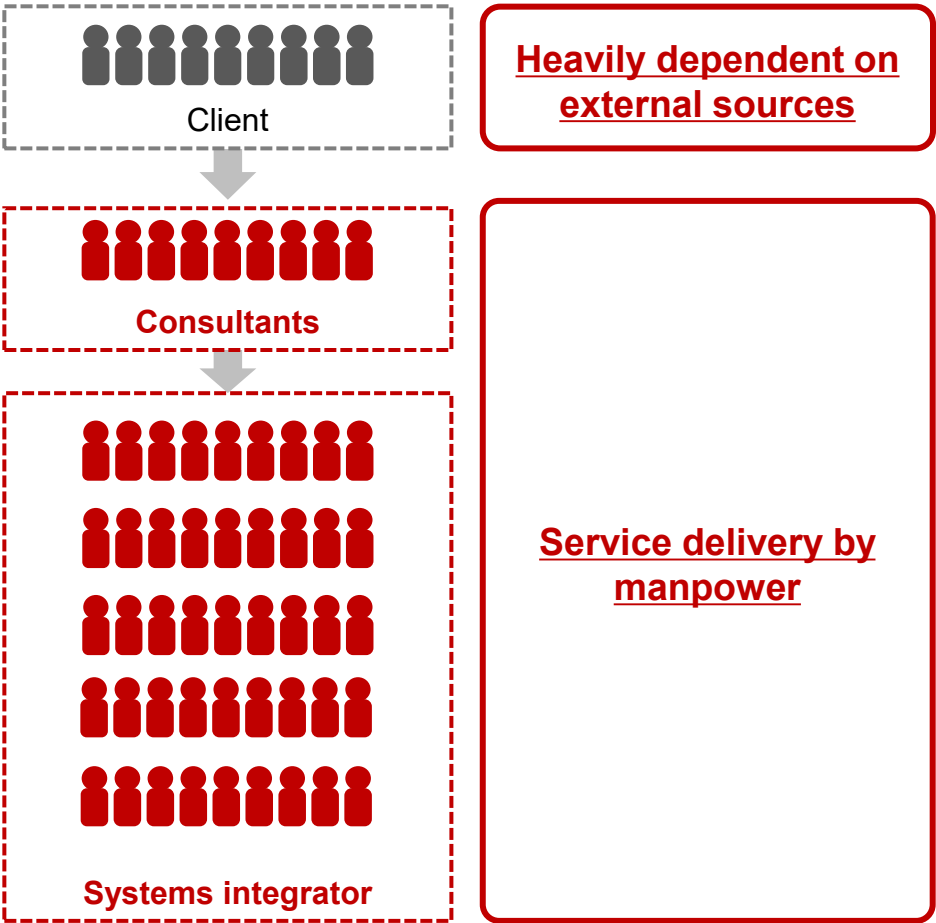 Client
Heavily dependent on
external sources
Consultants
Service delivery by
manpower
Systems integrator